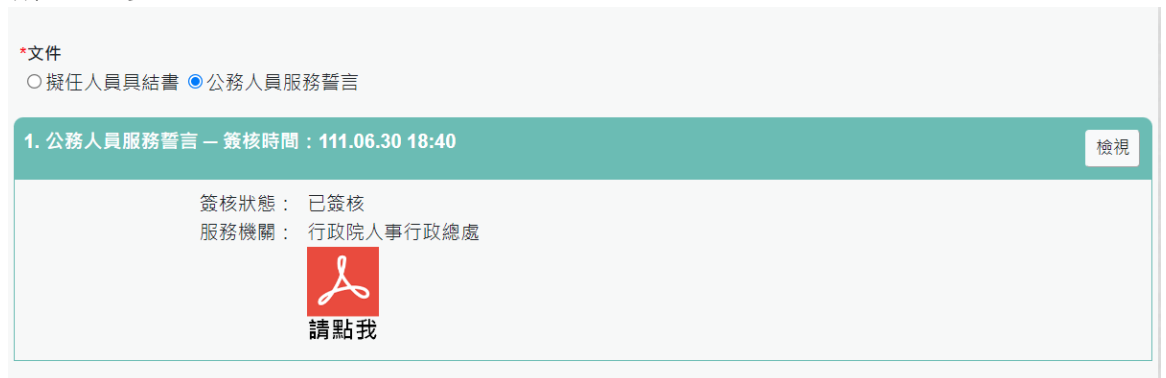 *文件
擬任人員具結書 公務人員服務誓言
1. 公務人員服務誓言 — 簽核時間：111.06.30 18:40
檢視
簽核狀態： 已簽核
服務機關： 行政院人事行政總處
請點我